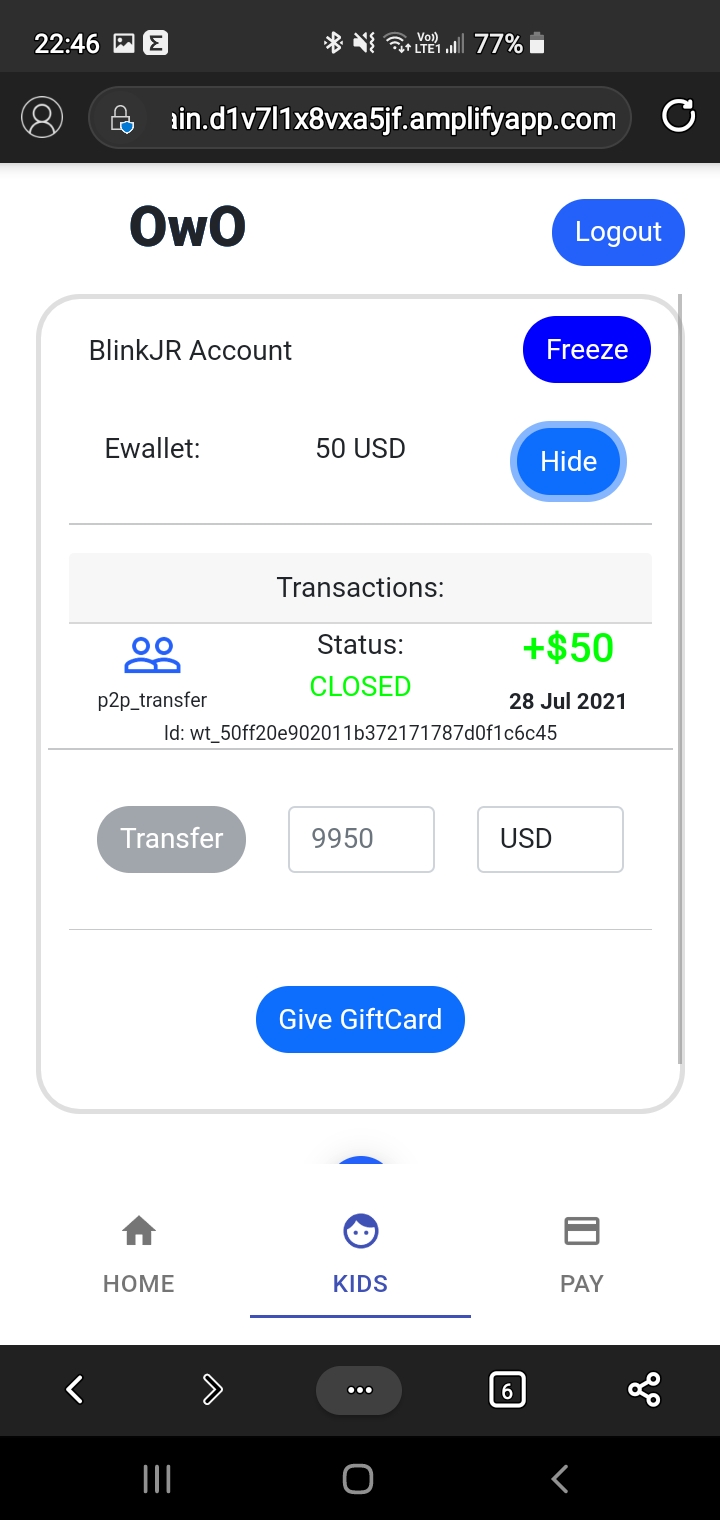 22:46 Vo)) LTE1 77%
ain.d1v7l1x8vxa5jf.amplifyapp.com
OwO Logout
BlinkJR Account Freeze
Ewallet: 50 USD Hide
Transactions:
Status: +$50
p2p_transfer CLOSED 28 Jul 2021
Id: wt_50ff20e902011b372171787d0f1c6c45
Transfer 9950 USD
Give GiftCard
HOME KIDS PAY
6